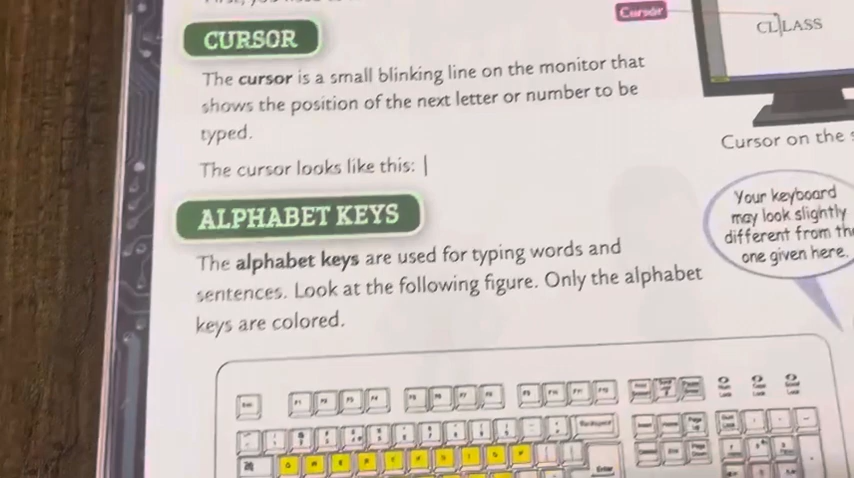 Cursor
CL|LASS
CURSOR
The cursor is a small blinking line on the monitor that
shows the position of the next letter or number to be
typed.
The cursor looks like this: |
Cursor on the
ALPHABET KEYS
Your keyboard
may look slightly
different from the
one given here.
The alphabet keys are used for typing words and
sentences. Look at the following figure. Only the alphabet
keys are colored.